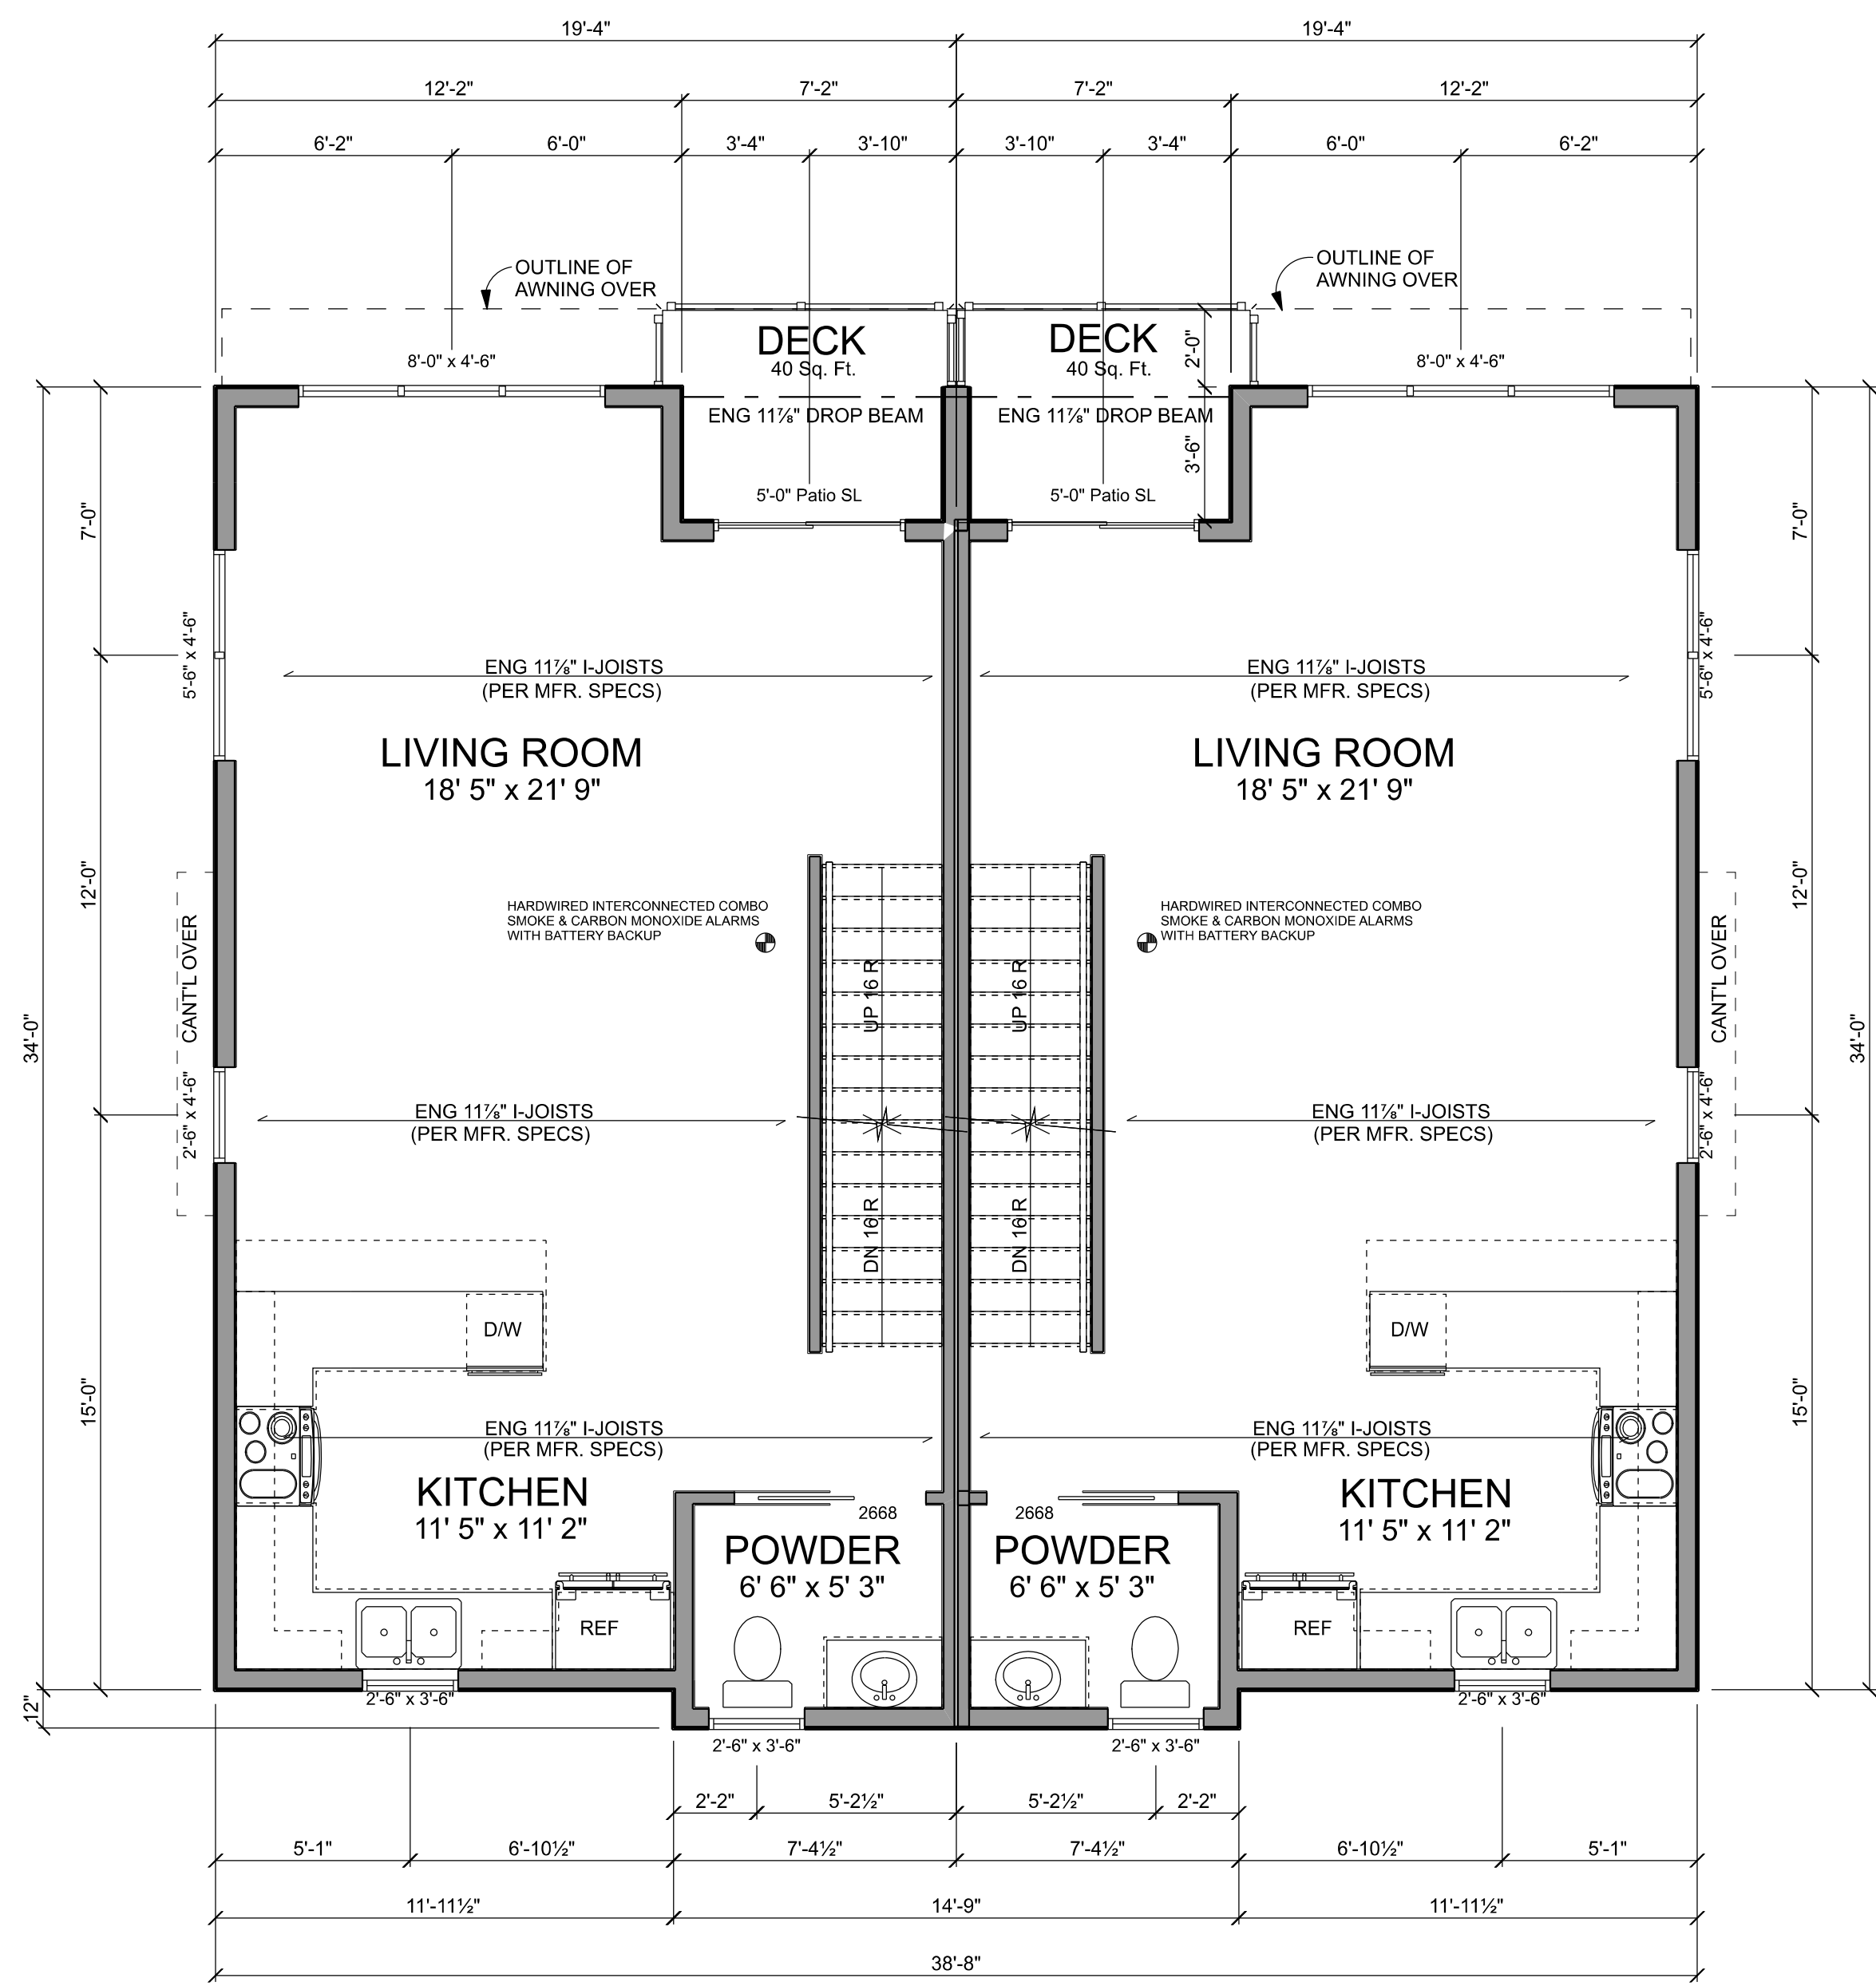 19'-4" 19'-4"
12'-2" 7'-2" 7'-2" 12'-2"
6'-2" 6'-0" 3'-4" 3'-10" 3'-10" 3'-4" 6'-0" 6'-2"
OUTLINE OF
AWNING OVER
OUTLINE OF
AWNING OVER
DECK
40 Sq. Ft.
DECK
40 Sq. Ft.
2'-0"
8'-0" x 4'-6"
8'-0" x 4'-6"
ENG 11⅞" DROP BEAM
ENG 11⅞" DROP BEAM
3'-6"
5'-0" Patio SL
5'-0" Patio SL
7'-0"
7'-0"
5'-6" x 4'-6"
5'-6" x 4'-6"
ENG 11⅞" I-JOISTS
(PER MFR. SPECS)
ENG 11⅞" I-JOISTS
(PER MFR. SPECS)
LIVING ROOM
18' 5" x 21' 9"
LIVING ROOM
18' 5" x 21' 9"
12'-0"
12'-0"
HARDWIRED INTERCONNECTED COMBO
SMOKE & CARBON MONOXIDE ALARMS
WITH BATTERY BACKUP
HARDWIRED INTERCONNECTED COMBO
SMOKE & CARBON MONOXIDE ALARMS
WITH BATTERY BACKUP
CANT'L OVER
CANT'L OVER
UP 16 R
UP 16 R
34'-0"
34'-0"
2'-6" x 4'-6"
2'-6" x 4'-6"
ENG 11⅞" I-JOISTS
(PER MFR. SPECS)
ENG 11⅞" I-JOISTS
(PER MFR. SPECS)
DN 16 R
DN 16 R
D/W
D/W
15'-0"
15'-0"
ENG 11⅞" I-JOISTS
(PER MFR. SPECS)
ENG 11⅞" I-JOISTS
(PER MFR. SPECS)
KITCHEN
11' 5" x 11' 2"
KITCHEN
11' 5" x 11' 2"
2668
2668
POWDER
6' 6" x 5' 3"
POWDER
6' 6" x 5' 3"
REF
REF
12"
2'-6" x 3'-6"
2'-6" x 3'-6"
2'-6" x 3'-6"
2'-6" x 3'-6"
2'-2" 5'-2½" 5'-2½" 2'-2"
5'-1" 6'-10½" 7'-4½" 7'-4½" 6'-10½" 5'-1"
11'-11½" 14'-9" 11'-11½"
38'-8"